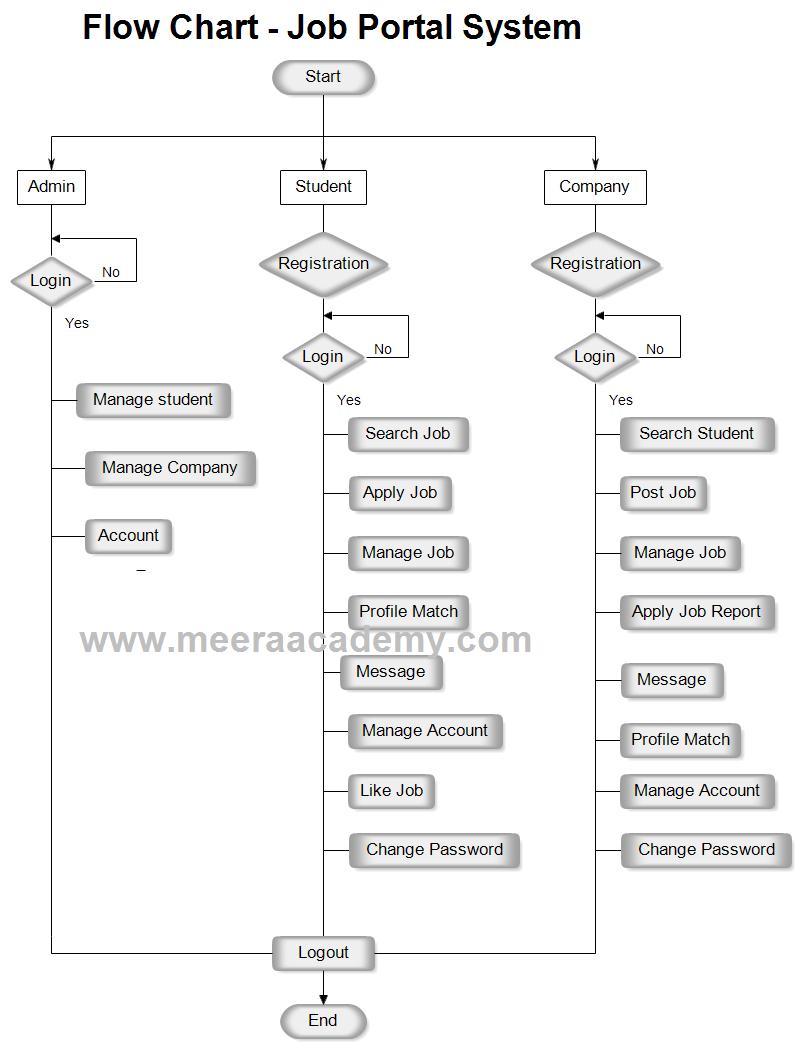 Flow Chart - Job Portal System
Start
Admin
Student
Company
Login
No
Yes
Manage student
Manage Company
Account
_
Registration
Login
No
Yes
Search Job
Apply Job
Manage Job
Profile Match
Message
Manage Account
Like Job
Change Password
Registration
Login
No
Yes
Search Student
Post Job
Manage Job
Apply Job Report
Message
Profile Match
Manage Account
Change Password
www.meeraacademy.com
Logout
End